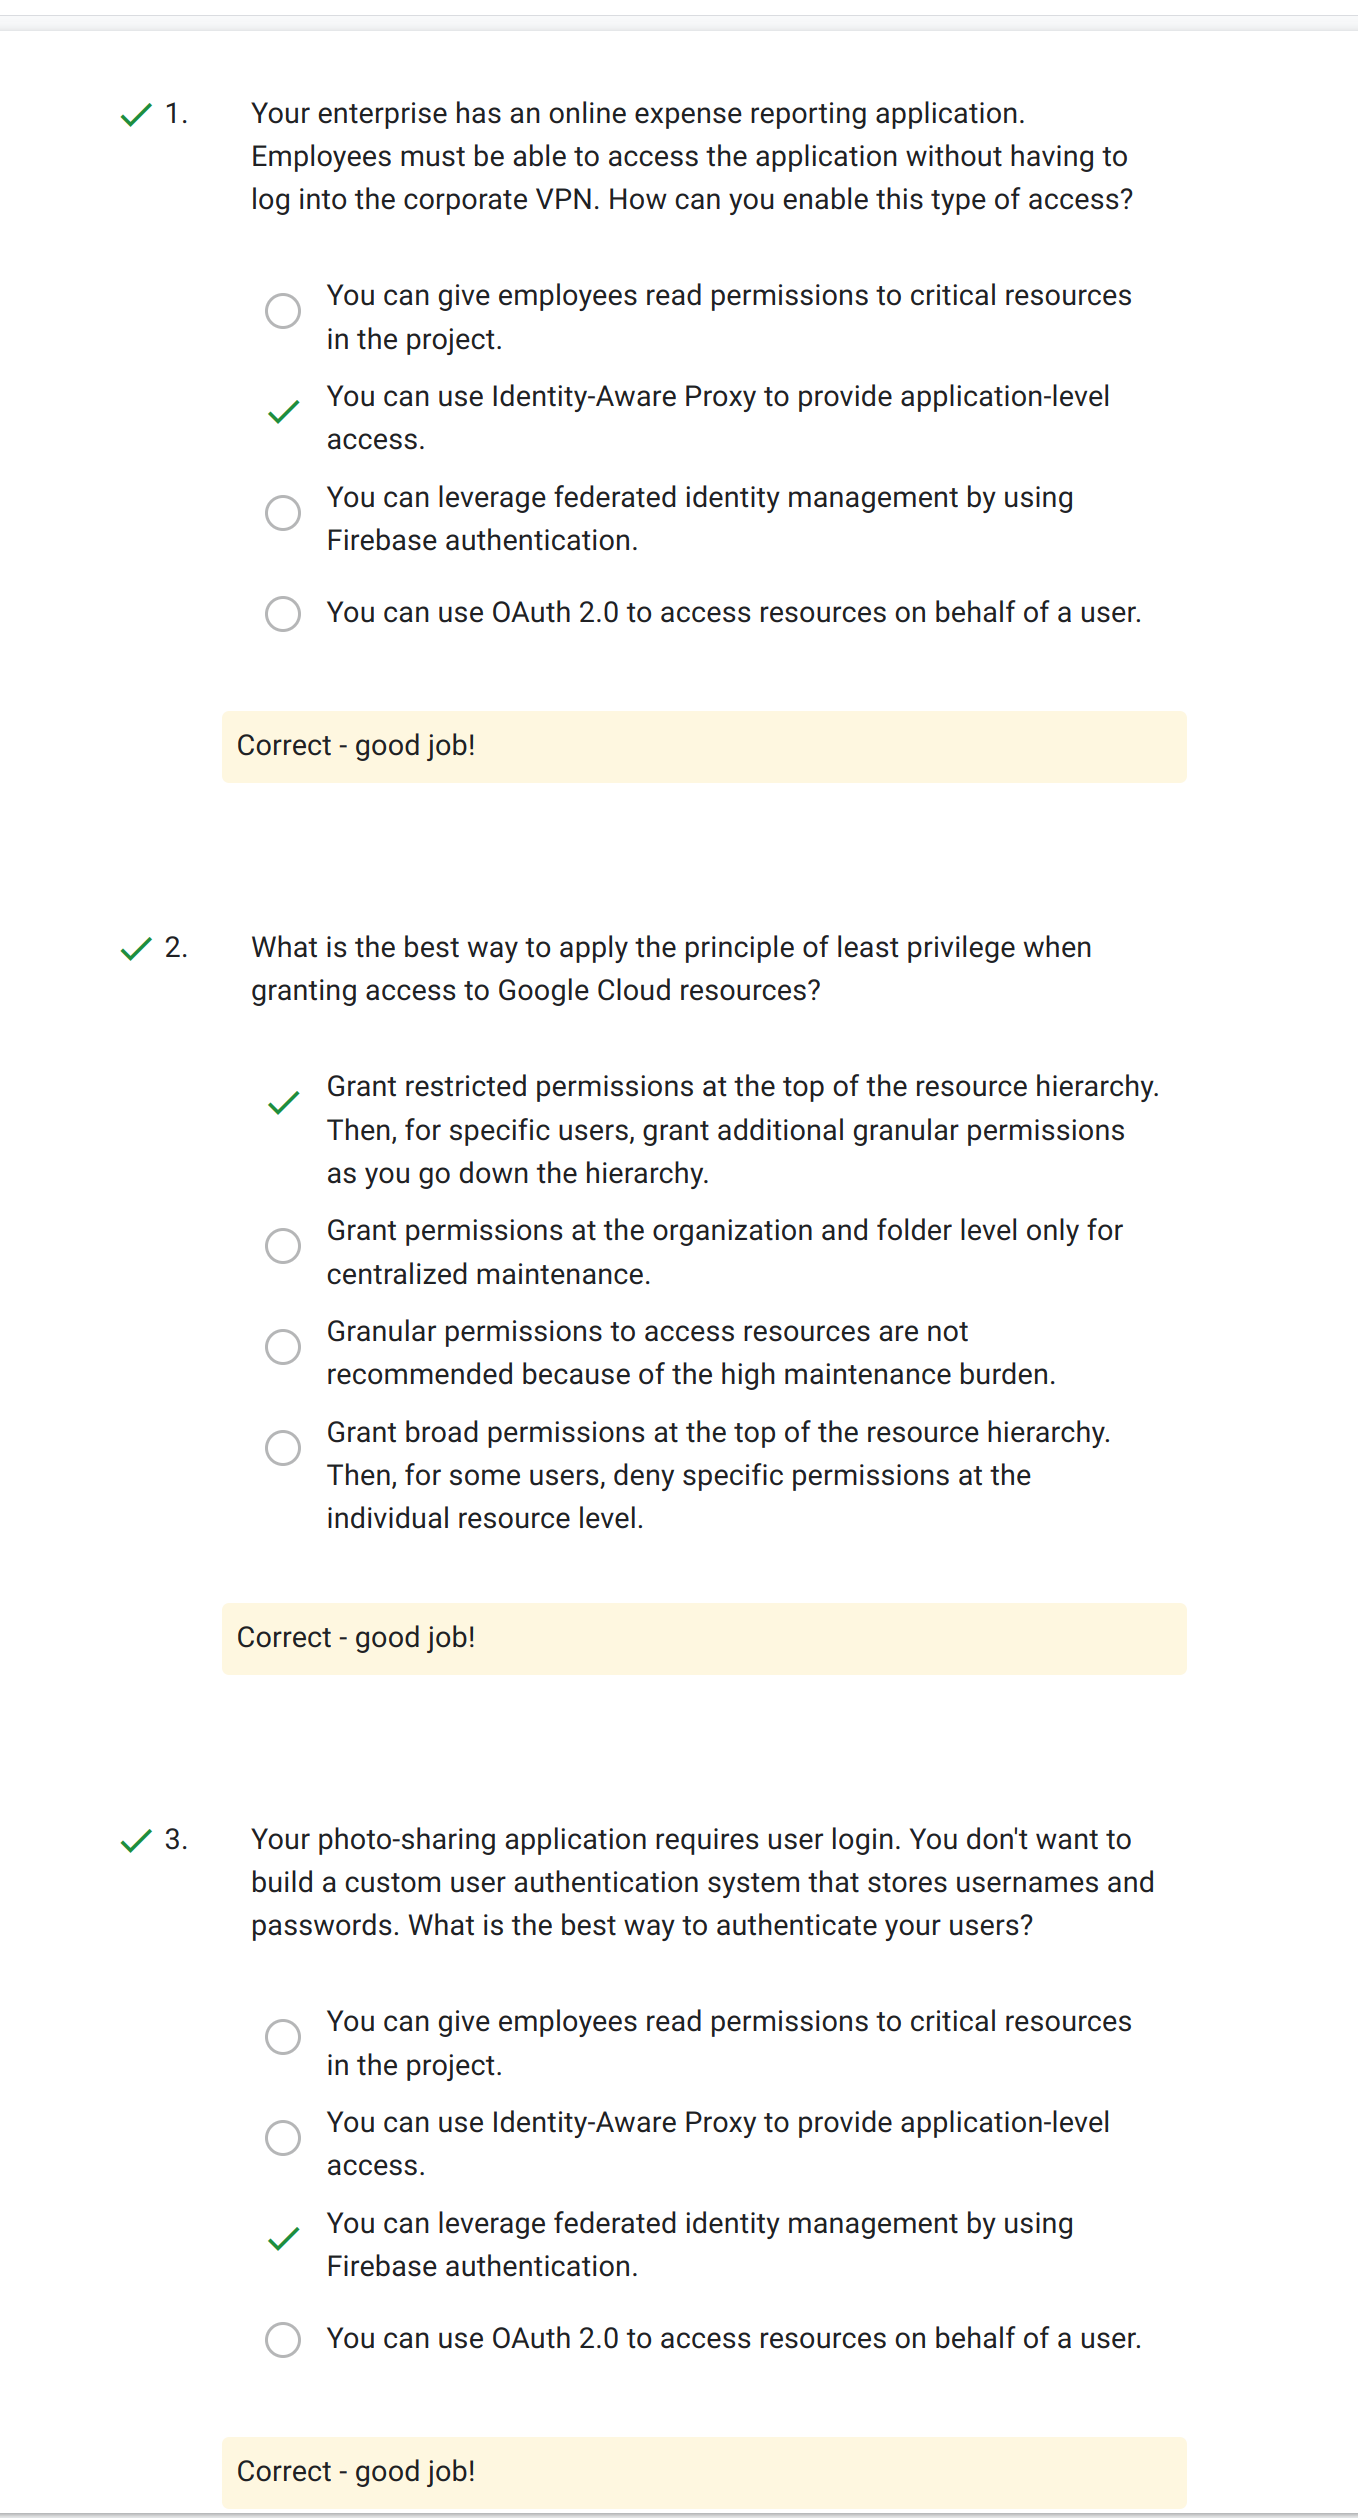 1. Your enterprise has an online expense reporting application.
Employees must be able to access the application without having to
log into the corporate VPN. How can you enable this type of access?
You can give employees read permissions to critical resources
in the project.
You can use Identity-Aware Proxy to provide application-level
access.
You can leverage federated identity management by using
Firebase authentication.
You can use OAuth 2.0 to access resources on behalf of a user.
Correct - good job!
2. What is the best way to apply the principle of least privilege when
granting access to Google Cloud resources?
Grant restricted permissions at the top of the resource hierarchy.
Then, for specific users, grant additional granular permissions
as you go down the hierarchy.
Grant permissions at the organization and folder level only for
centralized maintenance.
Granular permissions to access resources are not
recommended because of the high maintenance burden.
Grant broad permissions at the top of the resource hierarchy.
Then, for some users, deny specific permissions at the
individual resource level.
Correct - good job!
3. Your photo-sharing application requires user login. You don't want to
build a custom user authentication system that stores usernames and
passwords. What is the best way to authenticate your users?
You can give employees read permissions to critical resources
in the project.
You can use Identity-Aware Proxy to provide application-level
access.
You can leverage federated identity management by using
Firebase authentication.
You can use OAuth 2.0 to access resources on behalf of a user.
Correct - good job!